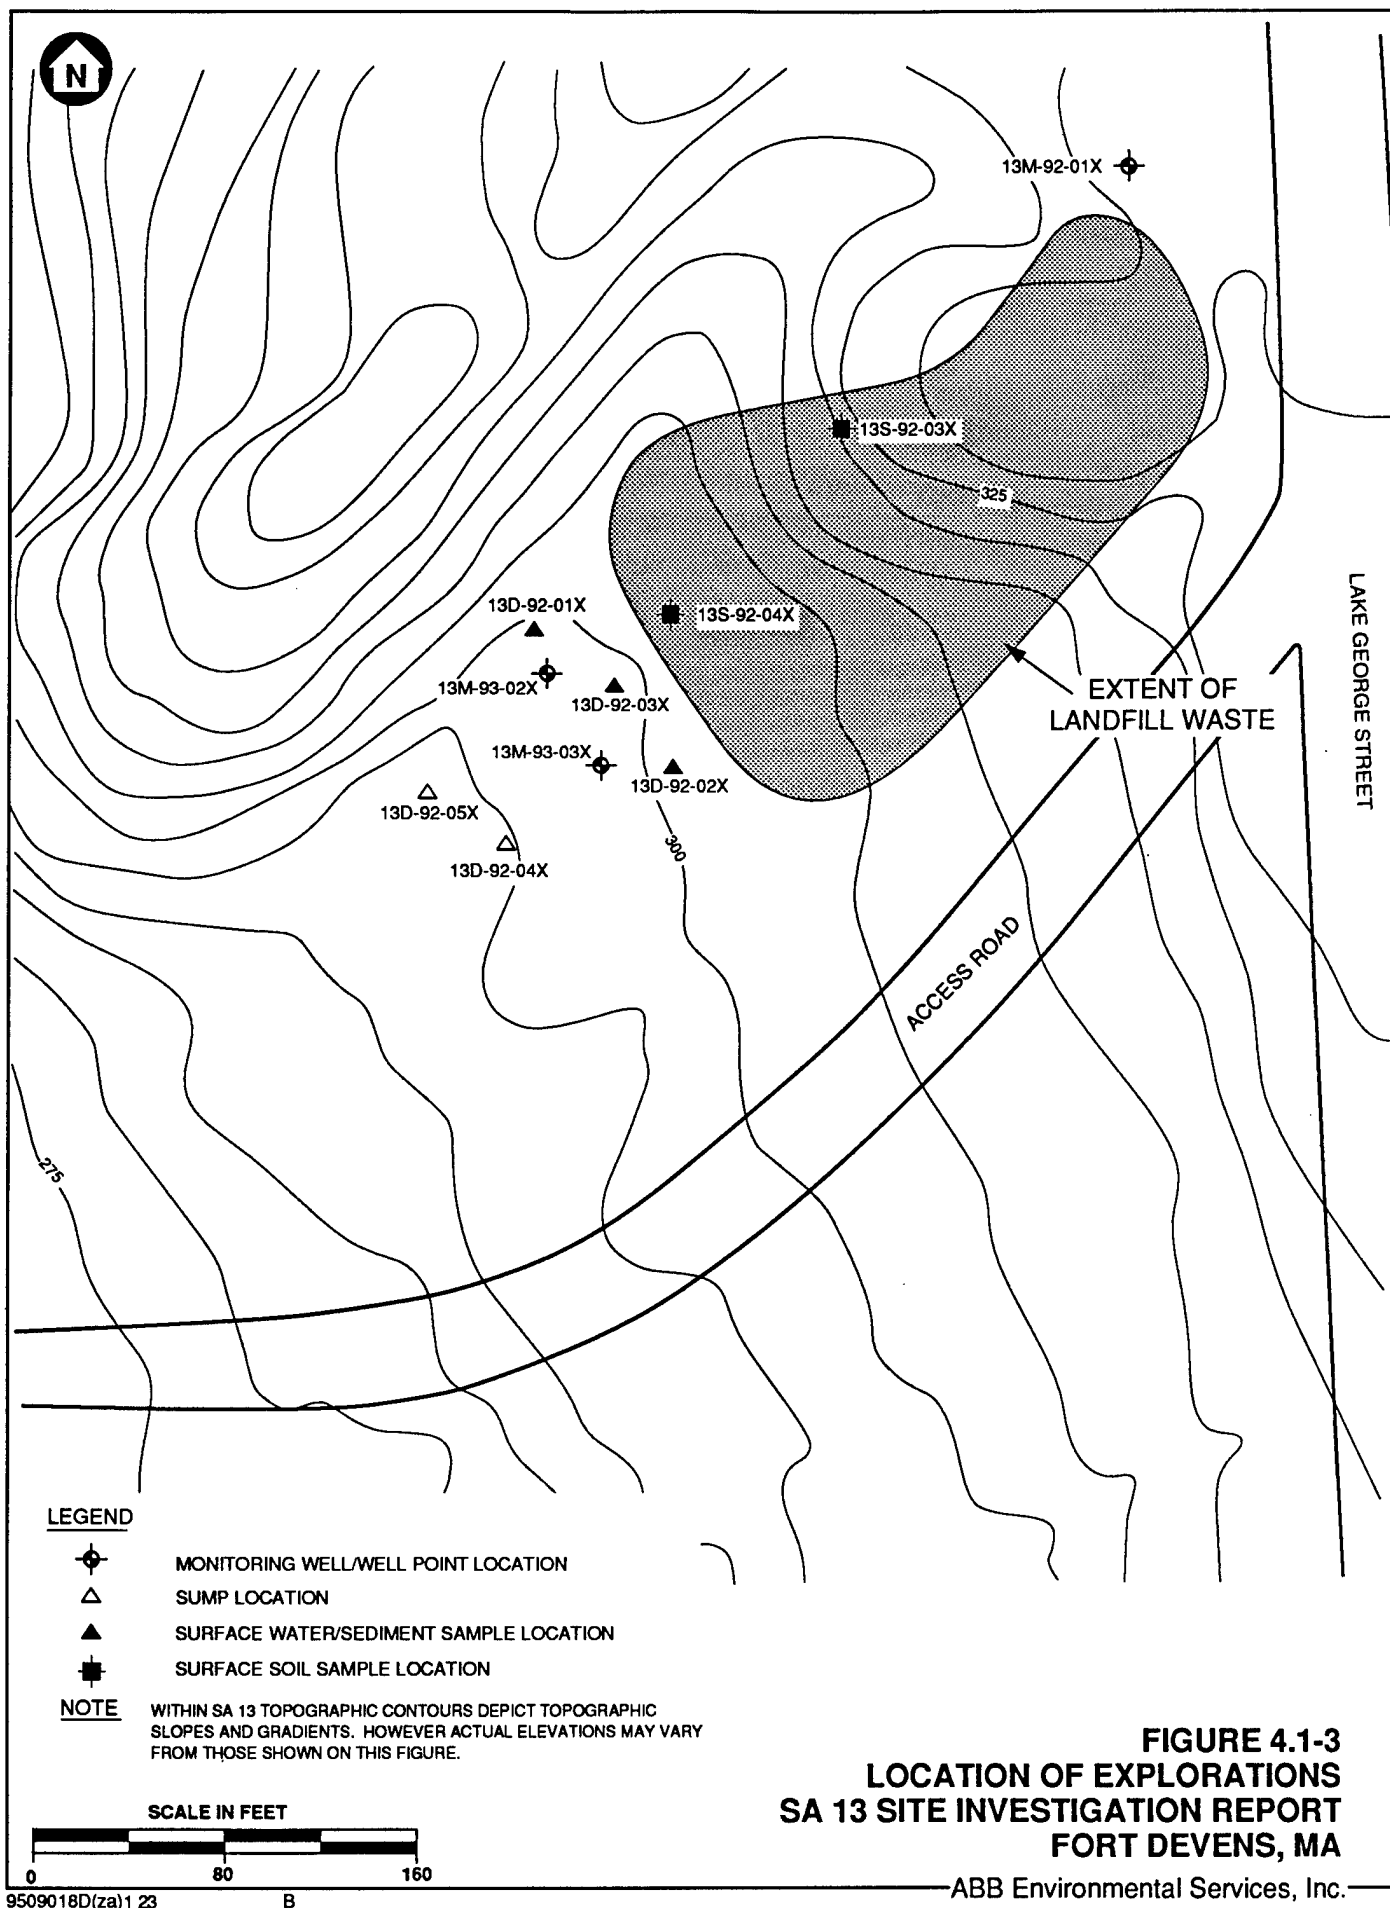 N
13M-92-01X
13S-92-03X
325
13D-92-01X
13S-92-04X
13M-93-02X
13D-92-03X
EXTENT OF
LANDFILL WASTE
LAKE GEORGE STREET
13M-93-03X
13D-92-02X
13D-92-05X
300
13D-92-04X
ACCESS ROAD
275
LEGEND
MONITORING WELL/WELL POINT LOCATION
SUMP LOCATION
SURFACE WATER/SEDIMENT SAMPLE LOCATION
SURFACE SOIL SAMPLE LOCATION
NOTE WITHIN SA 13 TOPOGRAPHIC CONTOURS DEPICT TOPOGRAPHIC
SLOPES AND GRADIENTS. HOWEVER ACTUAL ELEVATIONS MAY VARY
FROM THOSE SHOWN ON THIS FIGURE.
FIGURE 4.1-3
LOCATION OF EXPLORATIONS
SA 13 SITE INVESTIGATION REPORT
FORT DEVENS, MA
SCALE IN FEET
0 80 160
ABB Environmental Services, Inc.
9509018D(za)1 23 B